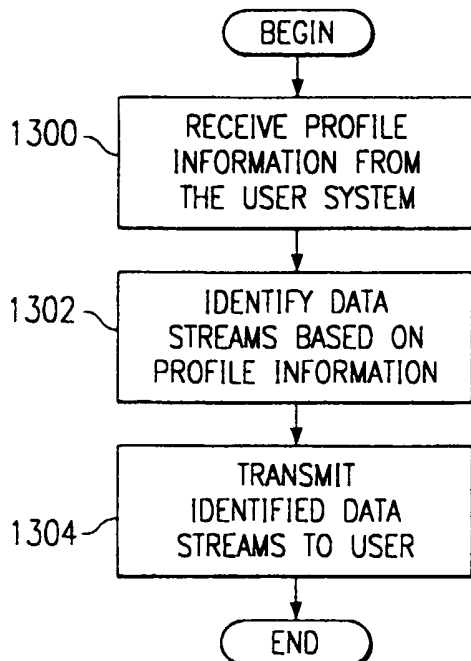 BEGIN
1300
RECEIVE PROFILE
INFORMATION FROM
THE USER SYSTEM
1302
IDENTIFY DATA
STREAMS BASED ON
PROFILE INFORMATION
1304
TRANSMIT
IDENTIFIED DATA
STREAMS TO USER
END